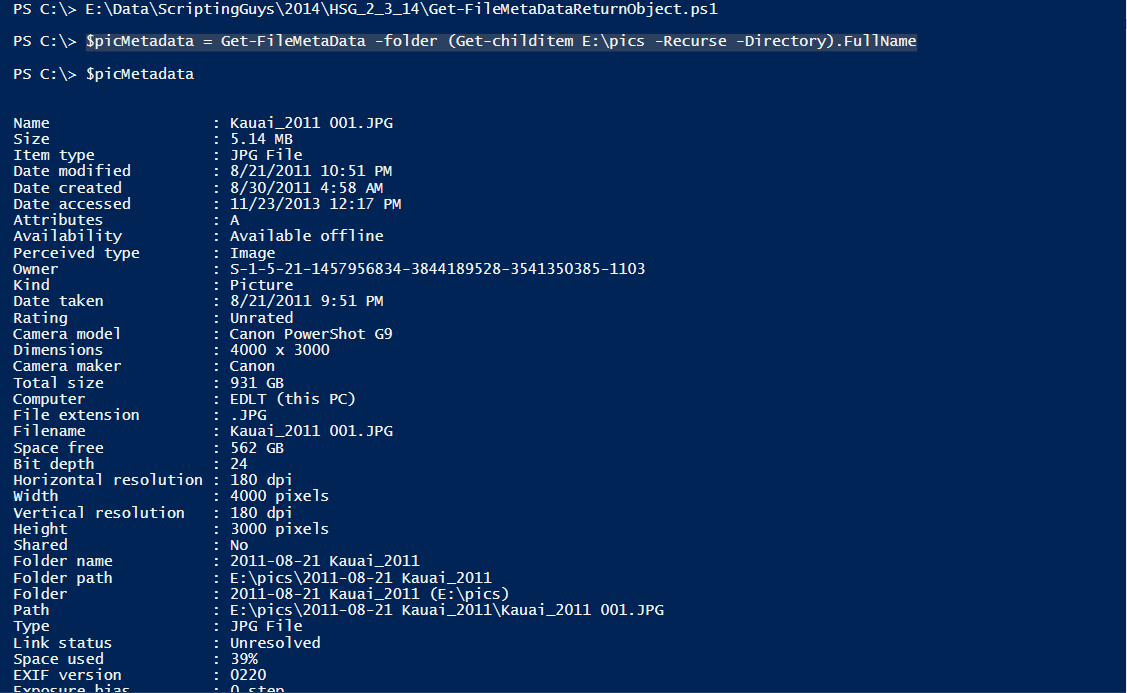 PS C:\> E:\Data\ScriptingGuys\2014\HSG_2_3_14\Get-FileMetaDataReturnObject.ps1
PS C:\> $picMetadata = Get-FileMetaData -folder (Get-childitem E:\pics -Recurse -Directory).FullName
PS C:\> $picMetadata
Name : Kauai_2011 001.JPG
Size : 5.14 MB
Item type : JPG File
Date modified : 8/21/2011 10:51 PM
Date created : 8/30/2011 4:58 AM
Date accessed : 11/23/2013 12:17 PM
Attributes : A
Availability : Available offline
Perceived type : Image
Owner : S-1-5-21-1457956834-3844189528-3541350385-1103
Kind : Picture
Date taken : 8/21/2011 9:51 PM
Rating : Unrated
Camera model : Canon PowerShot G9
Dimensions : 4000 x 3000
Camera maker : Canon
Total size : 931 GB
Computer : EDLT (this PC)
File extension : .JPG
Filename : Kauai_2011 001.JPG
Space free : 562 GB
Bit depth : 24
Horizontal resolution : 180 dpi
Width : 4000 pixels
Vertical resolution : 180 dpi
Height : 3000 pixels
Shared : No
Folder name : 2011-08-21 Kauai_2011
Folder path : E:\pics\2011-08-21 Kauai_2011
Folder : 2011-08-21 Kauai_2011 (E:\pics)
Path : E:\pics\2011-08-21 Kauai_2011\Kauai_2011 001.JPG
Type : JPG File
Link status : Unresolved
Space used : 39%
EXIF version : 0220
Exposure bias : 0 step